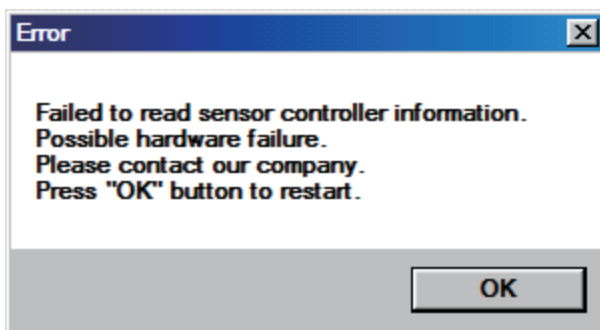 Error
Failed to read sensor controller information.
Possible hardware failure.
Please contact our company.
Press "OK" button to restart.
OK